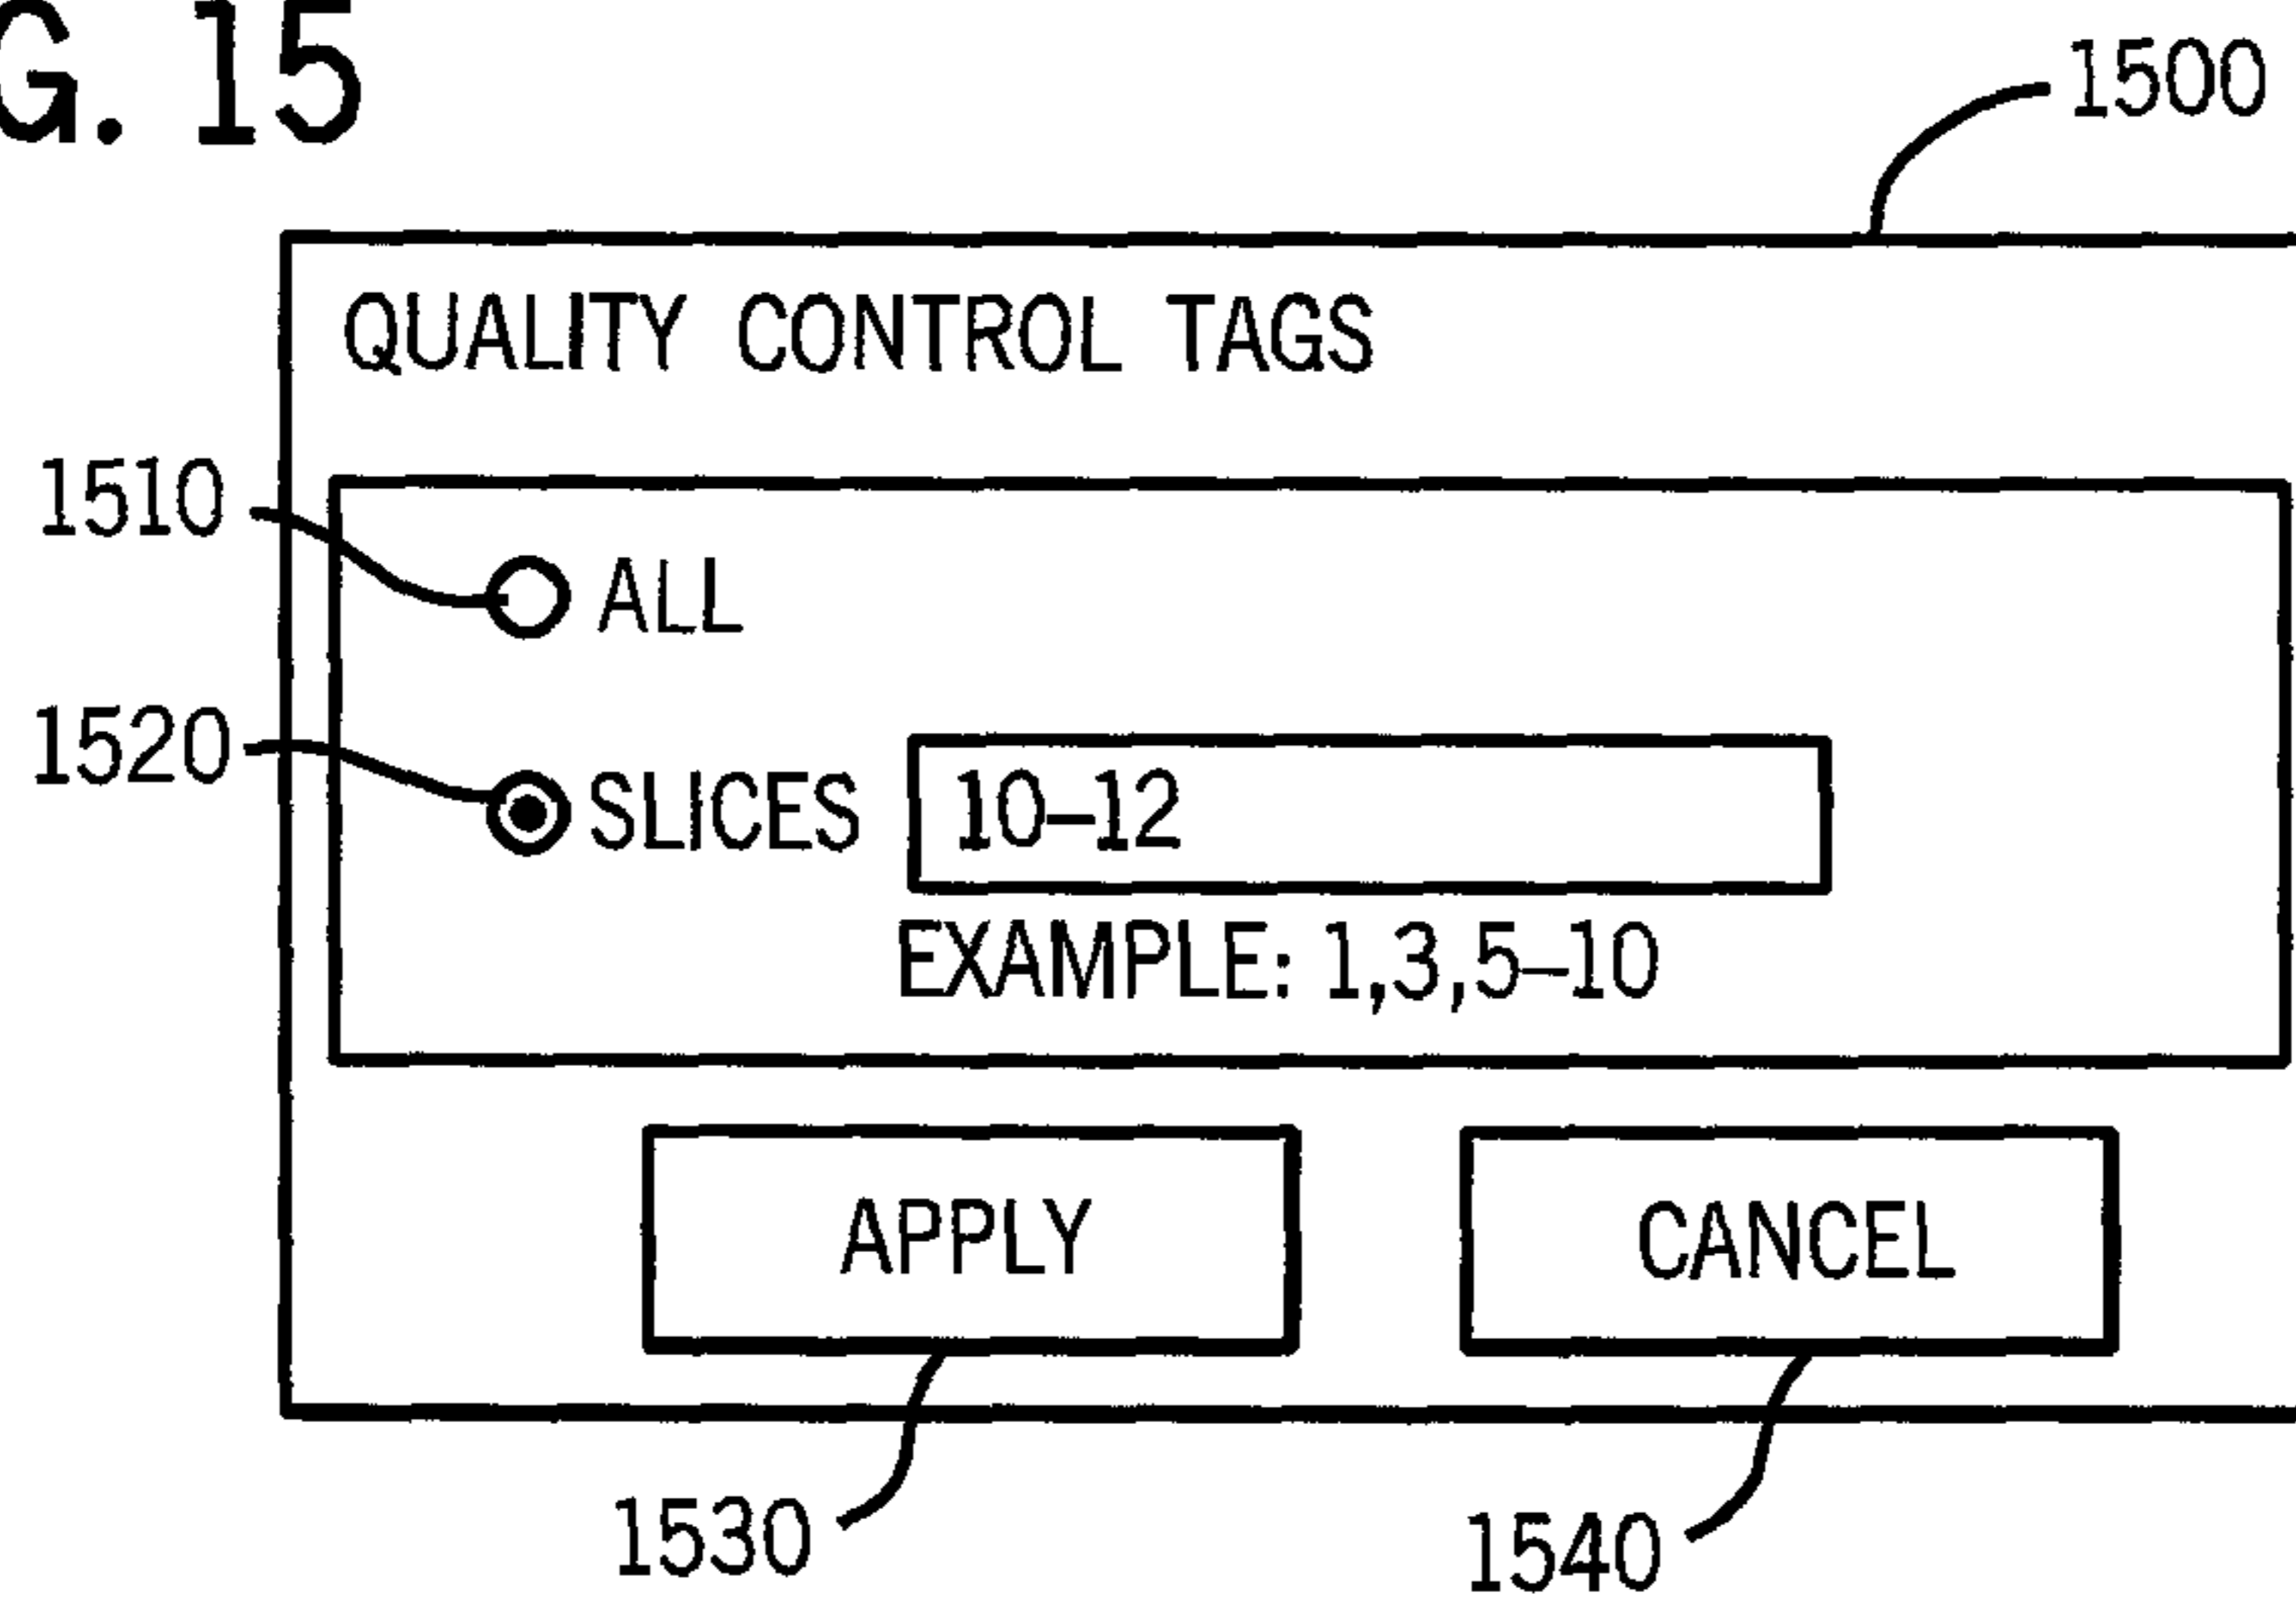 G. 15
1500
QUALITY CONTROL TAGS
1510
ALL
1520
SLICES 10–12
EXAMPLE: 1,3,5–10
APPLY CANCEL
1530
1540